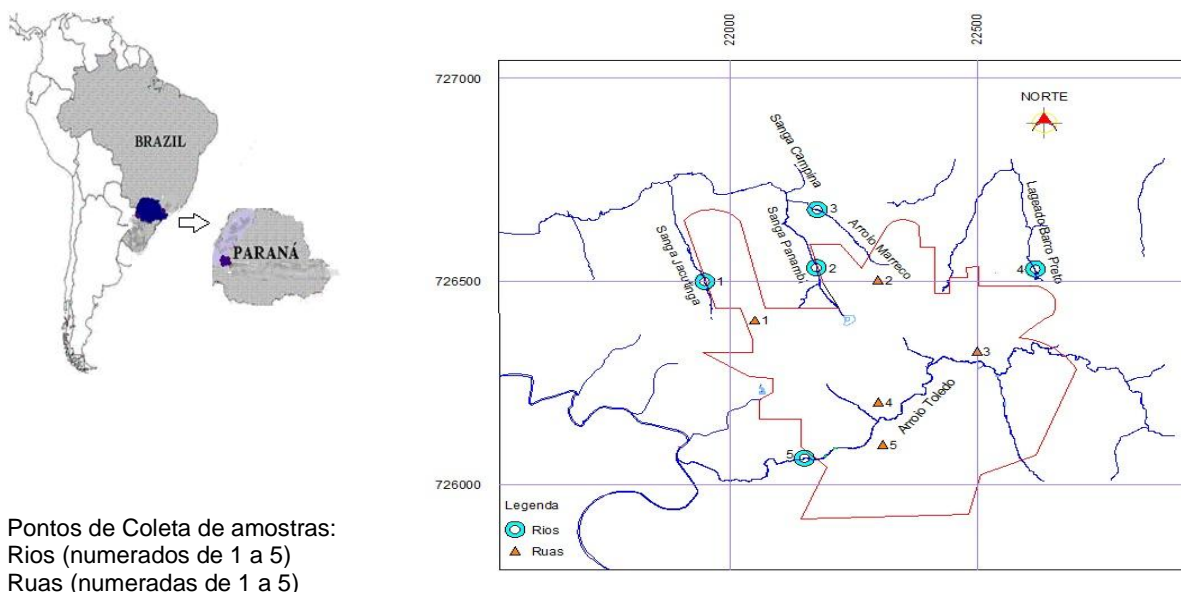 BRAZIL
PARANÁ
22000
22500
727000
726500
726000
NORTE
Sanga Campina
Arroio Marreco
Sanga Panambi
Sanga Jacutinga
Lageado Barro Preto
Arroio Toledo
3
2
1
4
2
1
3
4
5
5
Legenda
Rios
Ruas
Pontos de Coleta de amostras:
Rios (numerados de 1 a 5)
Ruas (numeradas de 1 a 5)